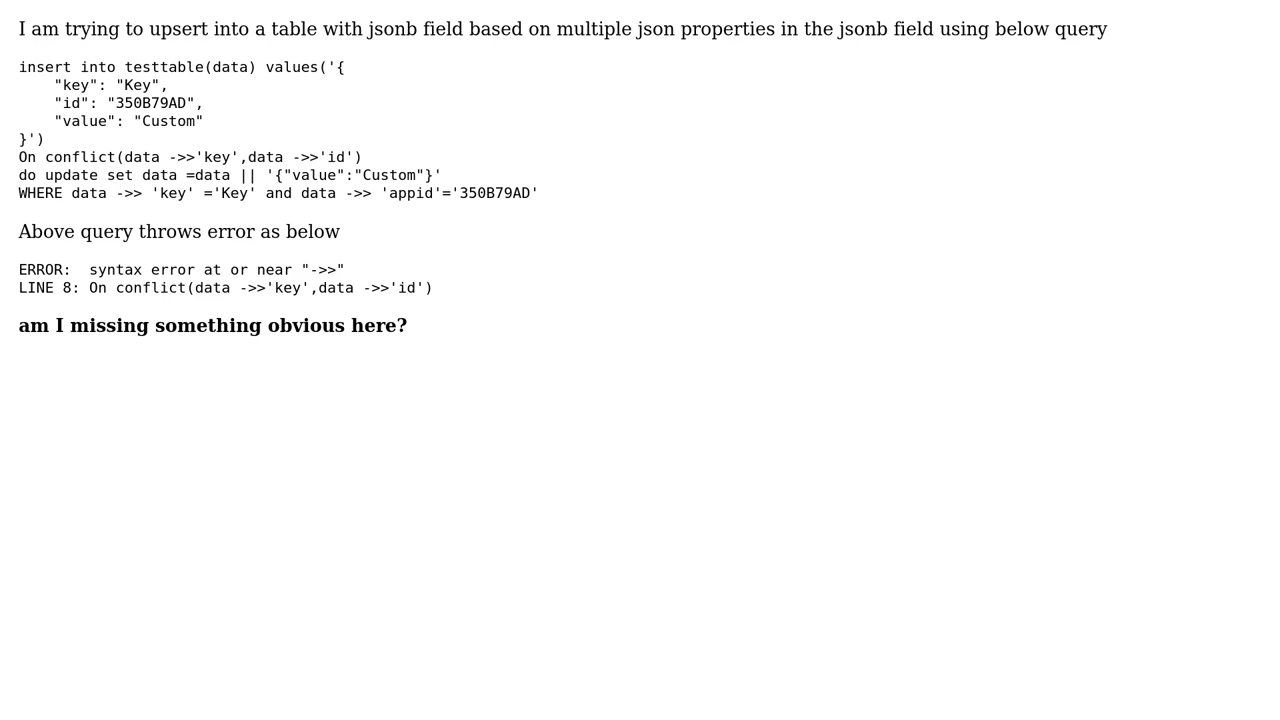 I am trying to upsert into a table with jsonb field based on multiple json properties in the jsonb field using below query
insert into testtable(data) values('{
    "key": "Key",
    "id": "350B79AD",
    "value": "Custom"
}')
On conflict(data ->>'key',data ->>'id')
do update set data =data || '{"value":"Custom"}'
WHERE data ->> 'key' ='Key' and data ->> 'appid'='350B79AD'
Above query throws error as below
ERROR:  syntax error at or near "->>"
LINE 8: On conflict(data ->>'key',data ->>'id')
am I missing something obvious here?